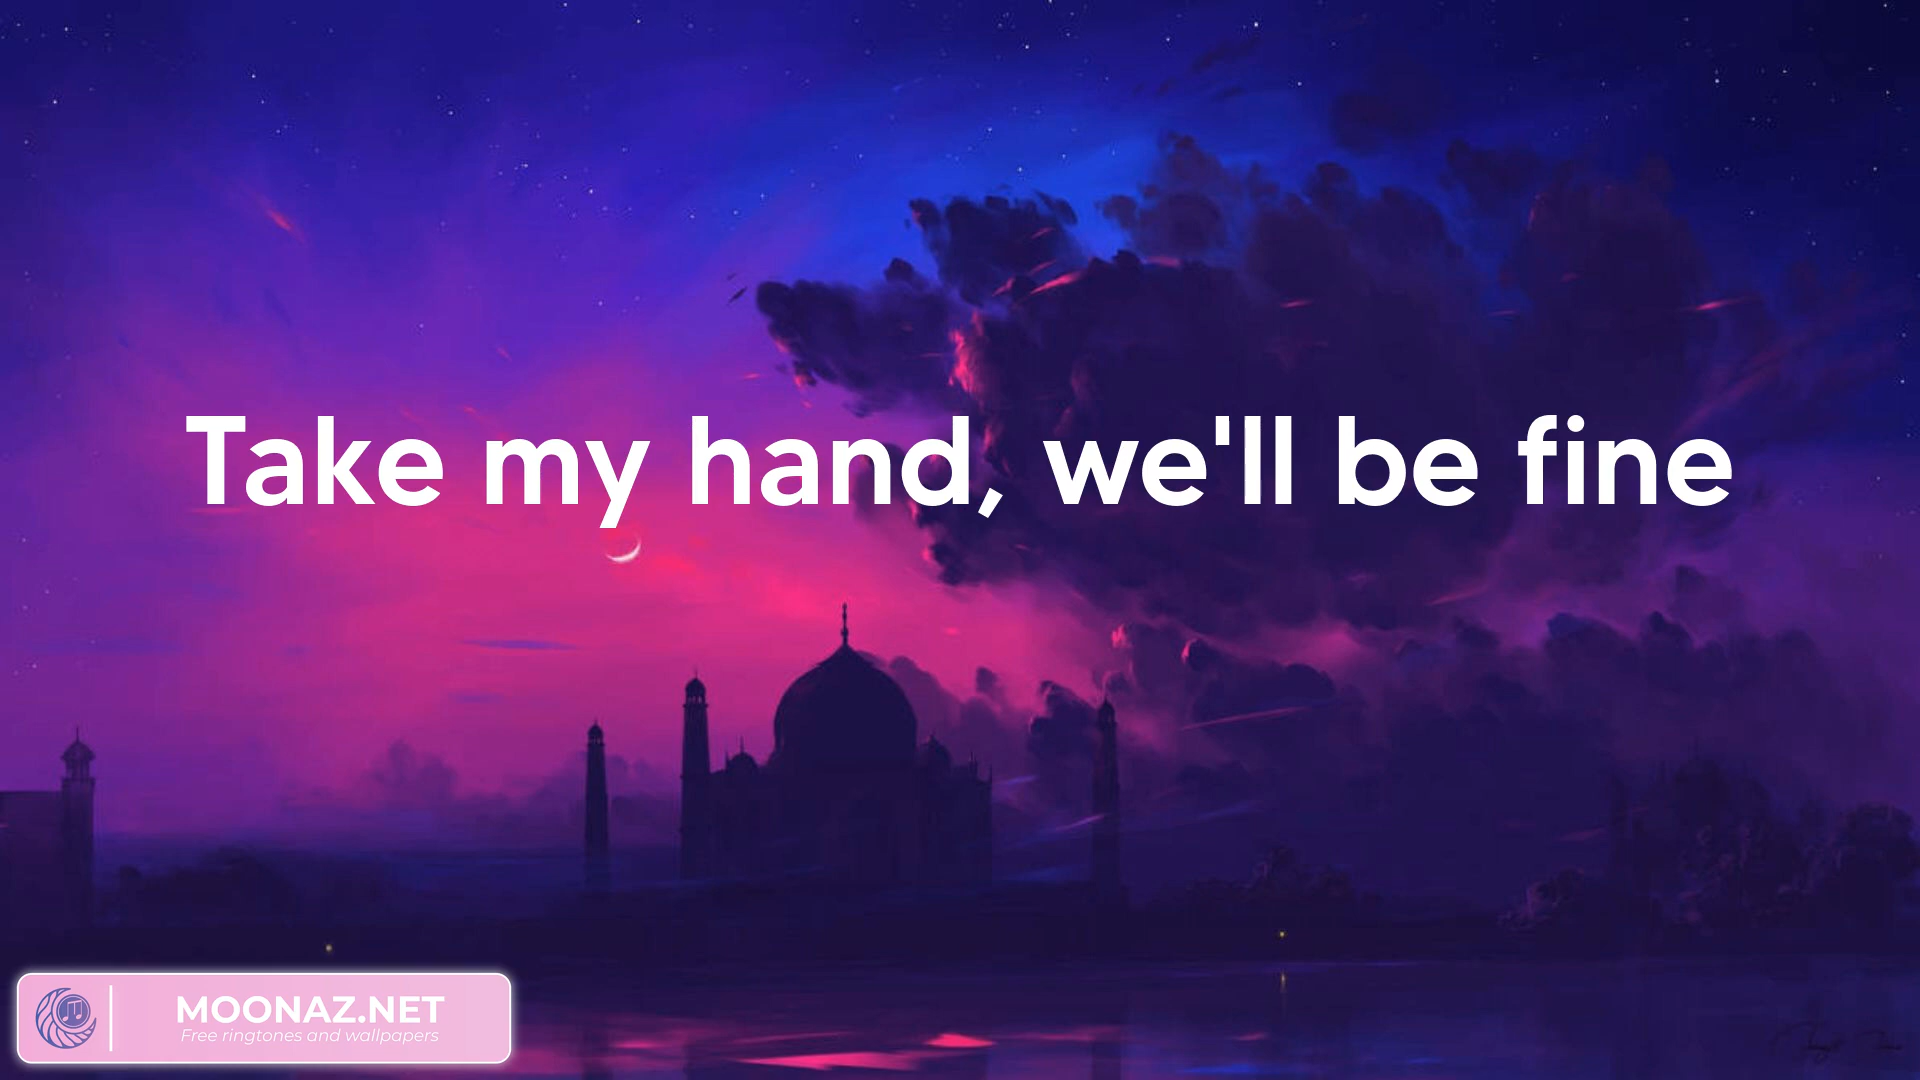 Take my hand, we'll be fine
MOONAZ.NET
Free ringtones and wallpapers